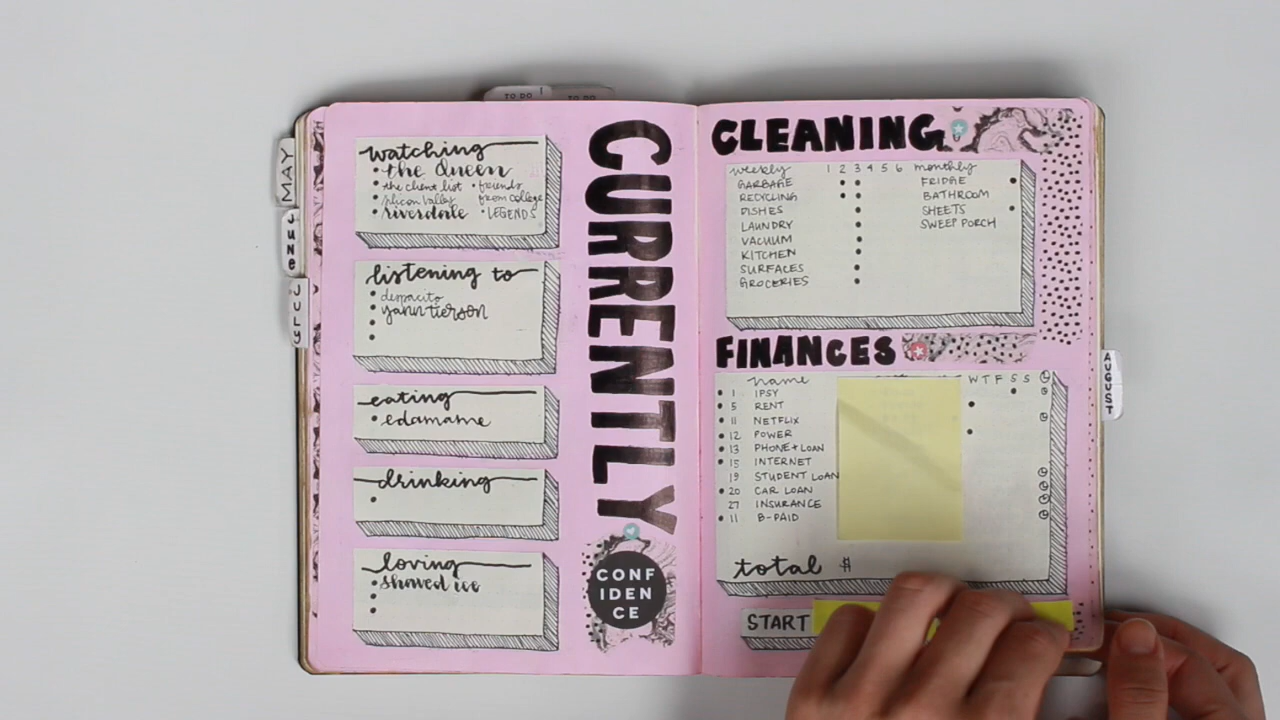 TO DO
TO DO
MAY
JUNE
JULY
watching
• the Queen
• the client list • friends
• silicon valley from college
• riverdale • LEGENDS
listening to
• despacito
• yann tierson
eating
• edamame
drinking
loving
• shaved ice
CURRENTLY
CONF
IDEN
CE
CLEANING
weekly 1 2 3 4 5 6 monthly
GARBAGE FRIDGE
RECYCLING BATHROOM
DISHES SHEETS
LAUNDRY SWEEP PORCH
VACUUM
KITCHEN
SURFACES
GROCERIES
FINANCES
name W T F S S
• 1 IPSY
• 5 RENT
• 11 NETFLIX
• 12 POWER
• 13 PHONE + LOAN
• 15 INTERNET
19 STUDENT LOAN
• 20 CAR LOAN
27 INSURANCE
• 11 B-PAID
total $
START
AUGUST